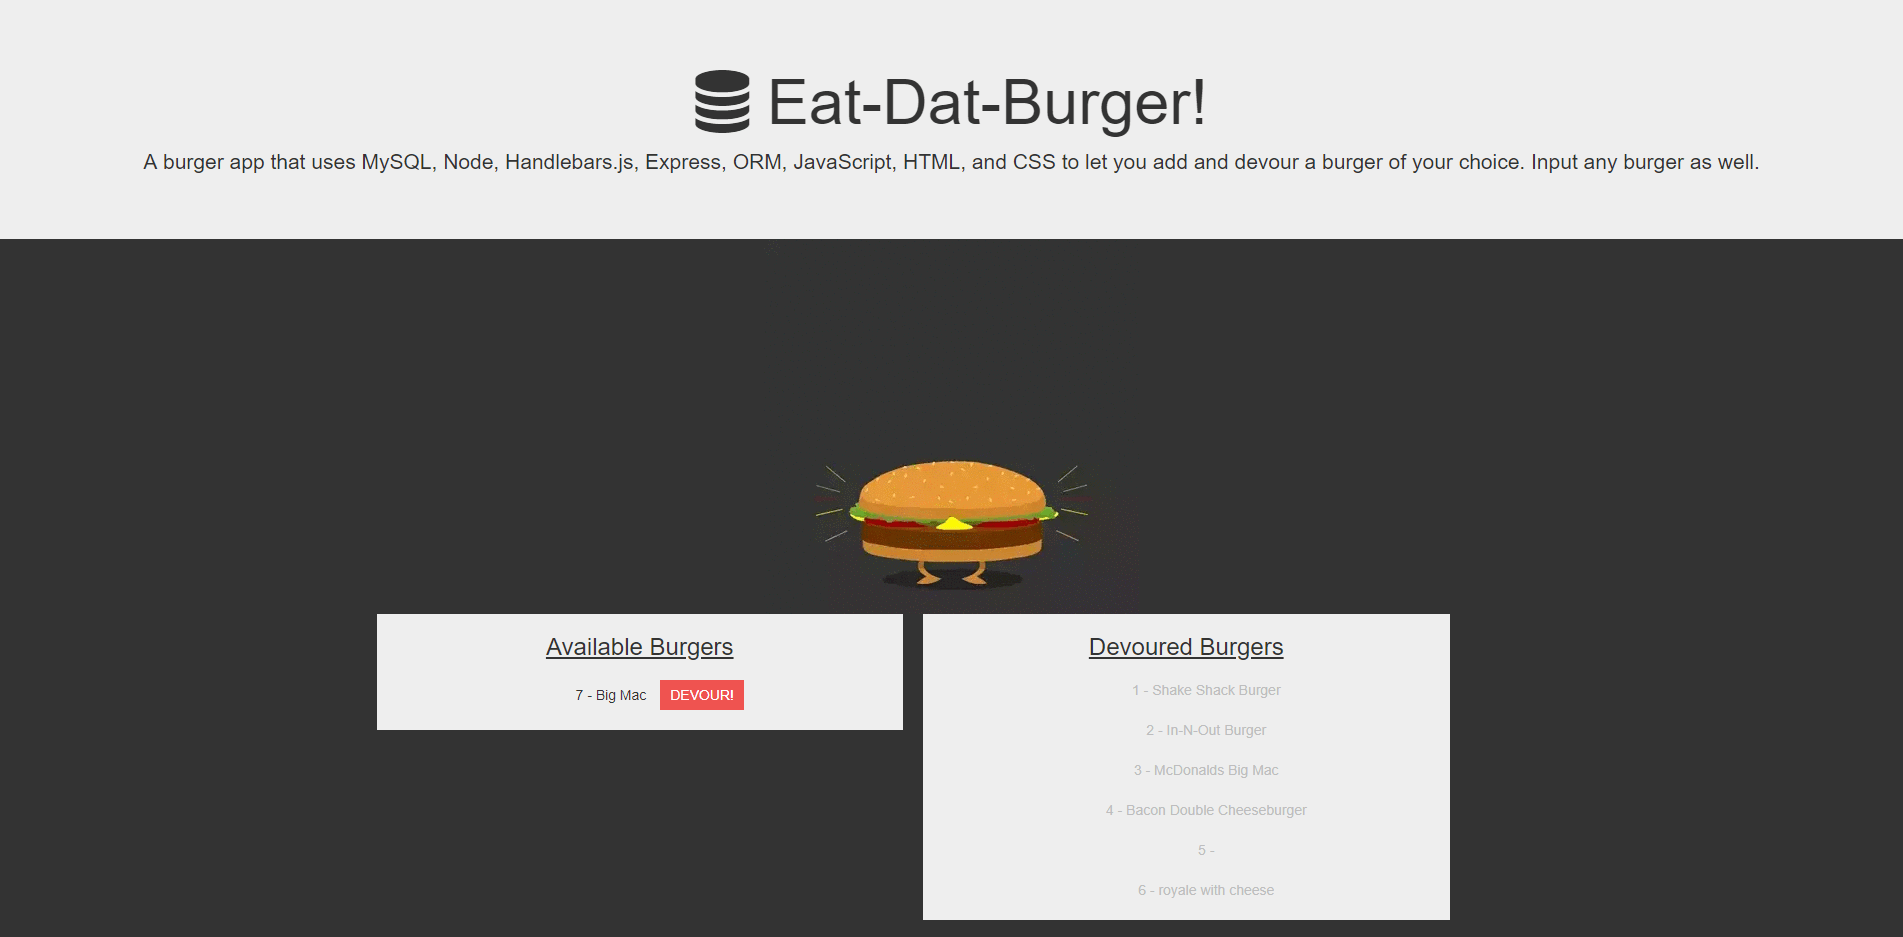 Eat-Dat-Burger!
A burger app that uses MySQL, Node, Handlebars.js, Express, ORM, JavaScript, HTML, and CSS to let you add and devour a burger of your choice. Input any burger as well.
Available Burgers
7 - Big Mac DEVOUR!
Devoured Burgers
1 - Shake Shack Burger
2 - In-N-Out Burger
3 - McDonalds Big Mac
4 - Bacon Double Cheeseburger
5 -
6 - royale with cheese